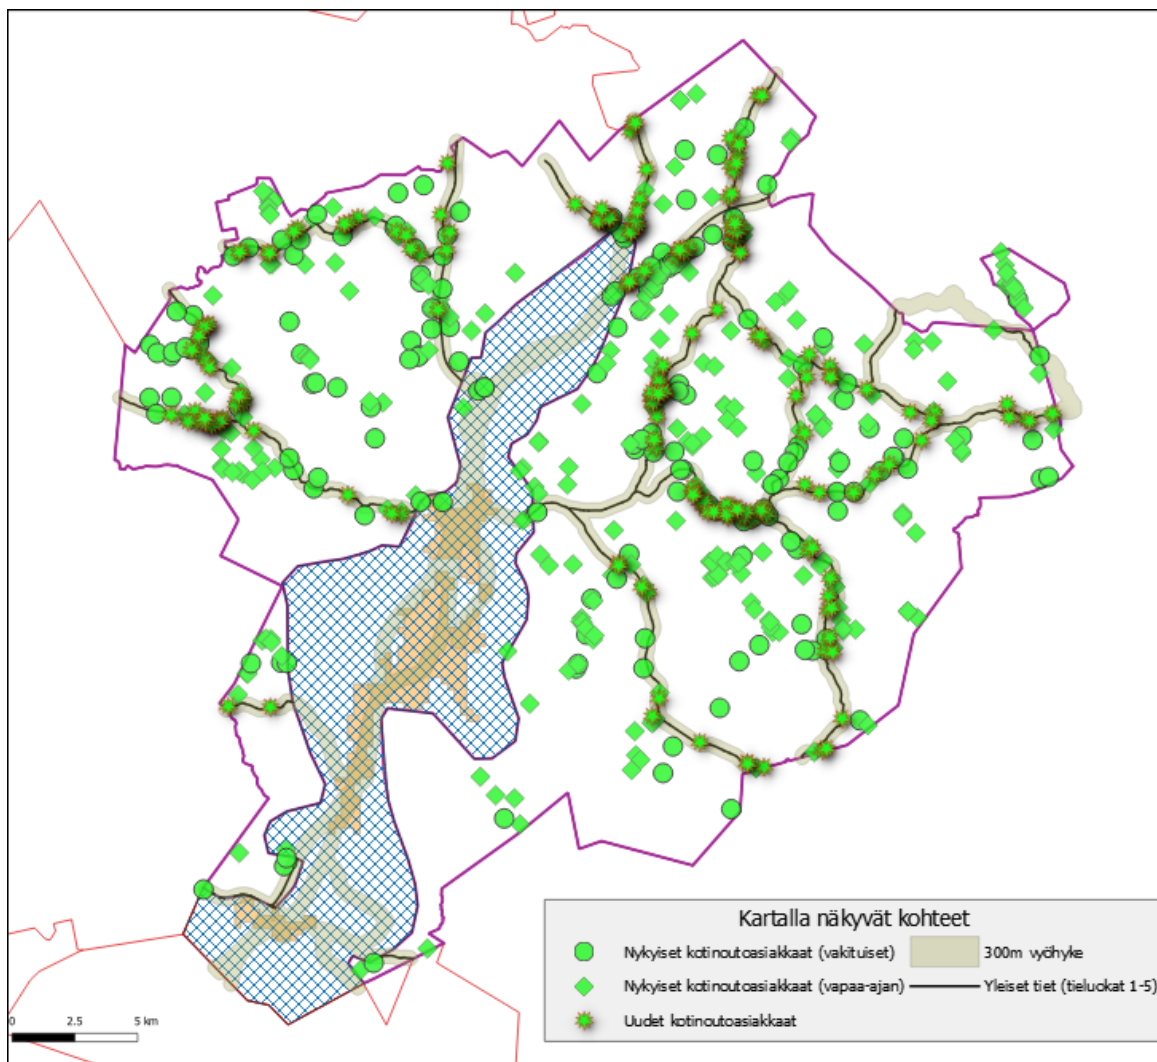 Kartalla näkyvät kohteet
Nykyiset kotinoutoasiakkaat (vakituiset)
300m vyöhyke
Nykyiset kotinoutoasiakkaat (vapaa-ajan)
Yleiset tiet (tieluokat 1-5)
Uudet kotinoutoasiakkaat
0 2.5 5 km